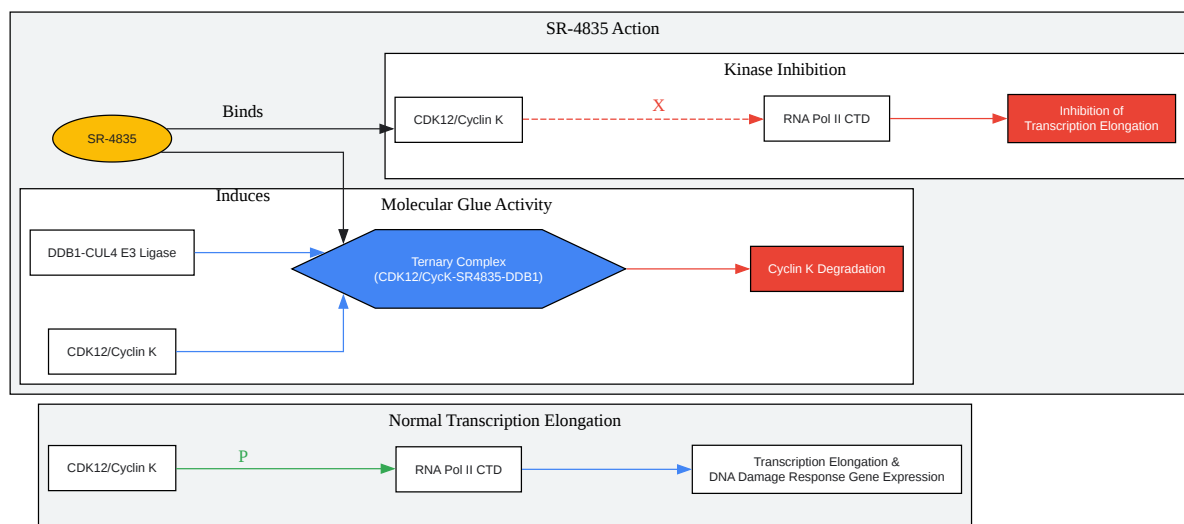 SR-4835 Action
Kinase Inhibition
Binds
SR-4835
CDK12/Cyclin K
X
RNA Pol II CTD
Inhibition of
Transcription Elongation
Induces
Molecular Glue Activity
DDB1-CUL4 E3 Ligase
Ternary Complex
(CDK12/CycK-SR4835-DDB1)
Cyclin K Degradation
CDK12/Cyclin K
Normal Transcription Elongation
CDK12/Cyclin K
P
RNA Pol II CTD
Transcription Elongation &
DNA Damage Response Gene Expression